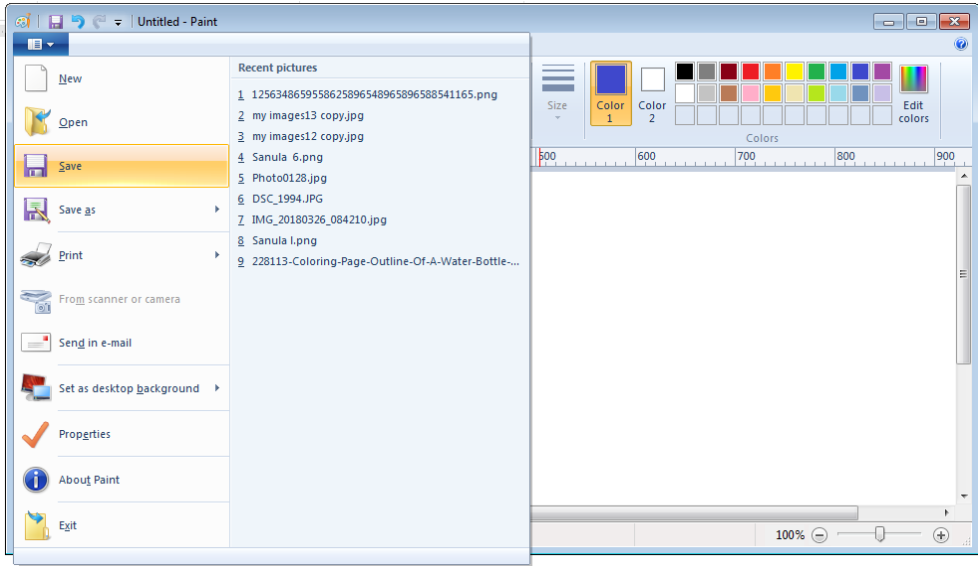 Untitled - Paint
New
Open
Save
Save as
Print
From scanner or camera
Send in e-mail
Set as desktop background
Properties
About Paint
Exit
Recent pictures
1 12563486595586258965489658965885411​65.png
2 my images13 copy.jpg
3 my images12 copy.jpg
4 Sanula 6.png
5 Photo0128.jpg
6 DSC_1994.JPG
7 IMG_20180326_084210.jpg
8 Sanula I.png
9 228113-Coloring-Page-Outline-Of-A-Water-Bottle-...
Size
Color
1
Color
2
Edit
colors
Colors
500 600 700 800 900
100%